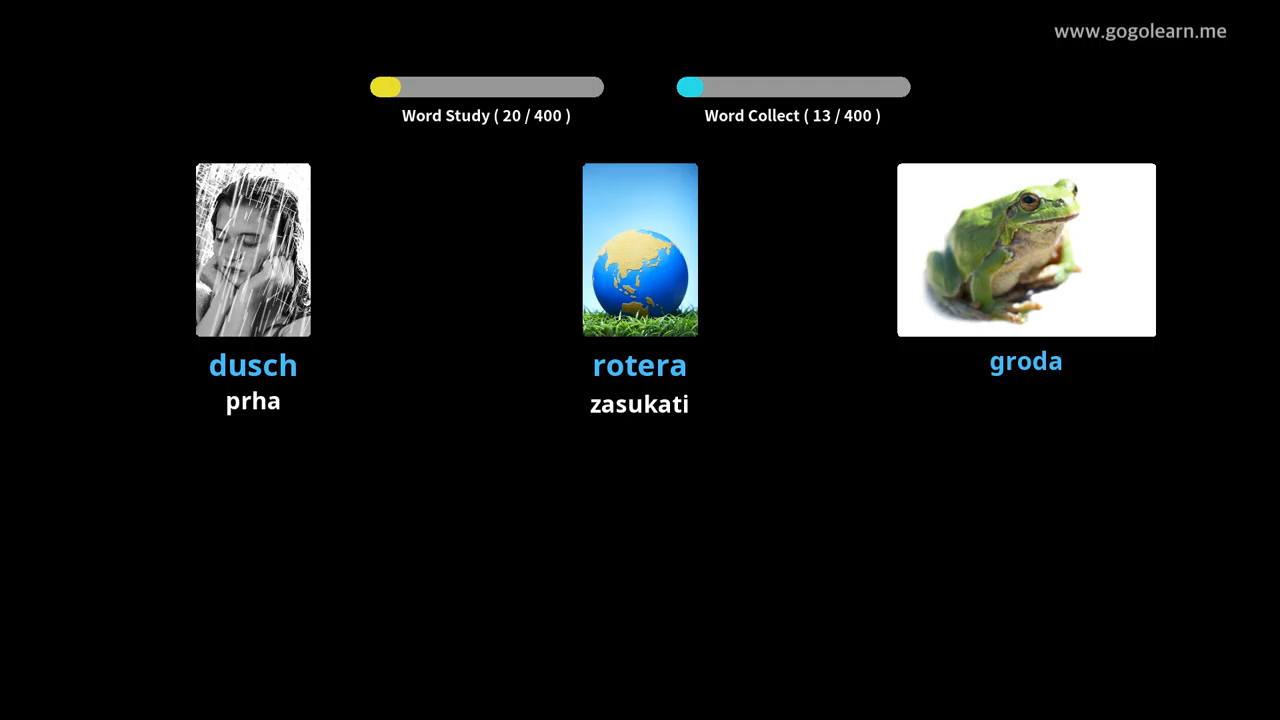 www.gogolearn.me
Word Study ( 20 / 400 )
Word Collect ( 13 / 400 )
dusch
prha
rotera
zasukati
groda